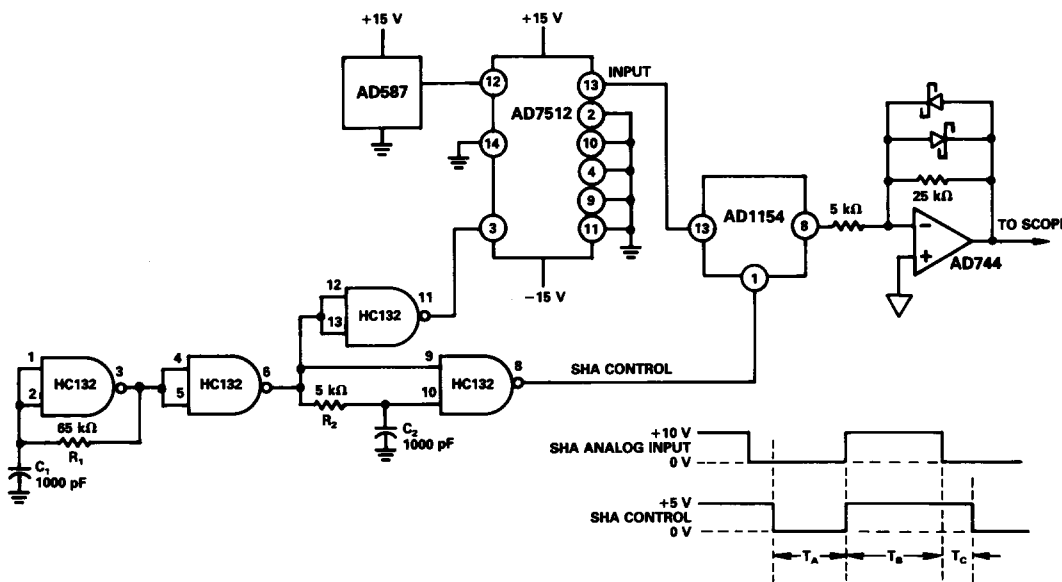 +15 V
+15 V
AD587
12
14
3
AD7512
13
2
10
4
9
11
INPUT
−15 V
13
AD1154
8
1
5 kΩ
25 kΩ
−
+
AD744
TO SCOPE
12
13
HC132
11
1
2
HC132
3
65 kΩ
R1
C1
1000 pF
4
5
HC132
6
5 kΩ
R2
C2
1000 pF
9
10
HC132
8
SHA CONTROL
+10 V
SHA ANALOG INPUT
0 V
+5 V
SHA CONTROL
0 V
TA
TB
TC